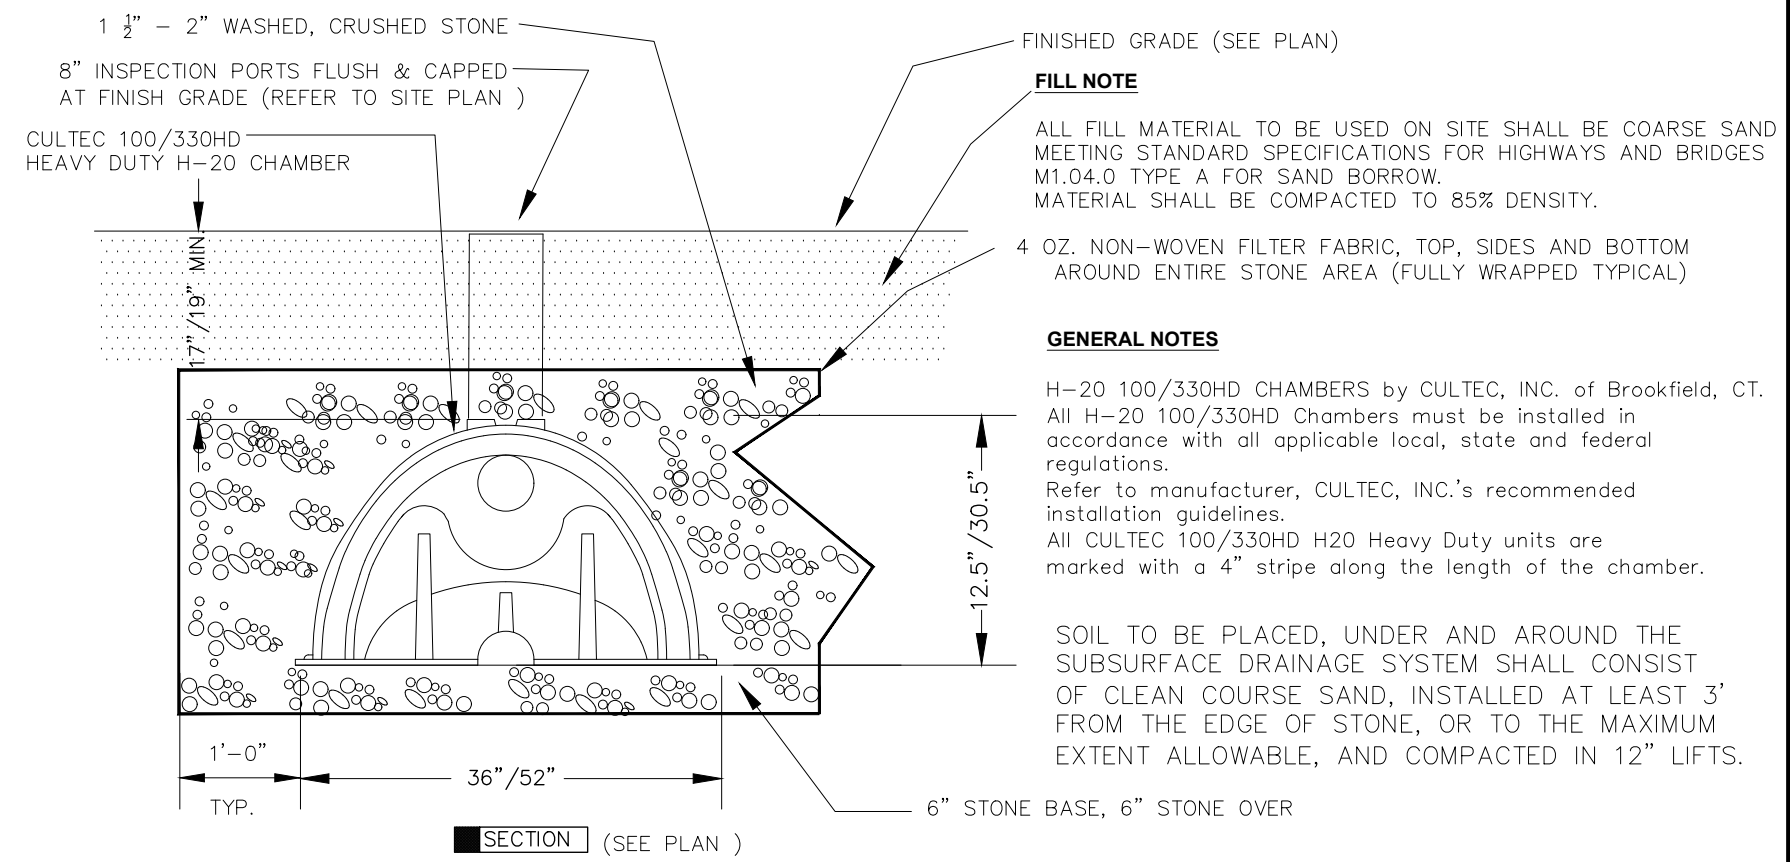 1 1/2” – 2” WASHED, CRUSHED STONE
8” INSPECTION PORTS FLUSH & CAPPED
AT FINISH GRADE (REFER TO SITE PLAN )
CULTEC 100/330HD
HEAVY DUTY H–20 CHAMBER
17”/19” MIN.
FINISHED GRADE (SEE PLAN)
FILL NOTE
ALL FILL MATERIAL TO BE USED ON SITE SHALL BE COARSE SAND
MEETING STANDARD SPECIFICATIONS FOR HIGHWAYS AND BRIDGES
M1.04.0 TYPE A FOR SAND BORROW.
MATERIAL SHALL BE COMPACTED TO 85% DENSITY.
4 OZ. NON–WOVEN FILTER FABRIC, TOP, SIDES AND BOTTOM
AROUND ENTIRE STONE AREA (FULLY WRAPPED TYPICAL)
GENERAL NOTES
H–20 100/330HD CHAMBERS by CULTEC, INC. of Brookfield, CT.
All H–20 100/330HD Chambers must be installed in
accordance with all applicable local, state and federal
regulations.
Refer to manufacturer, CULTEC, INC.'s recommended
installation guidelines.
All CULTEC 100/330HD H20 Heavy Duty units are
marked with a 4” stripe along the length of the chamber.
12.5”/30.5”
SOIL TO BE PLACED, UNDER AND AROUND THE
SUBSURFACE DRAINAGE SYSTEM SHALL CONSIST
OF CLEAN COURSE SAND, INSTALLED AT LEAST 3'
FROM THE EDGE OF STONE, OR TO THE MAXIMUM
EXTENT ALLOWABLE, AND COMPACTED IN 12” LIFTS.
1'–0”
TYP.
36”/52”
6” STONE BASE, 6” STONE OVER
SECTION (SEE PLAN )